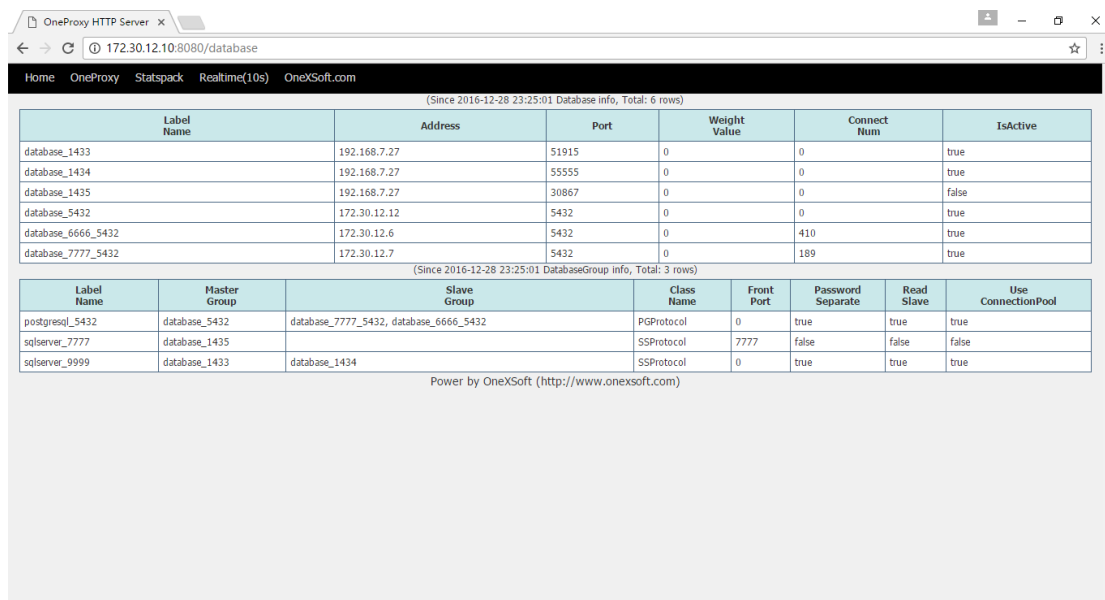 OneProxy HTTP Server
172.30.12.10:8080/database
Home OneProxy Statspack Realtime(10s) OneXSoft.com
(Since 2016-12-28 23:25:01 Database info, Total: 6 rows)
Label Name Address Port Weight Value Connect Num IsActive
database_1433 192.168.7.27 51915 0 0 true
database_1434 192.168.7.27 55555 0 0 true
database_1435 192.168.7.27 30867 0 0 false
database_5432 172.30.12.12 5432 0 0 true
database_6666_5432 172.30.12.6 5432 0 410 true
database_7777_5432 172.30.12.7 5432 0 189 true
(Since 2016-12-28 23:25:01 DatabaseGroup info, Total: 3 rows)
Label Name Master Group Slave Group Class Name Front Port Password Separate Read Slave Use ConnectionPool
postgresql_5432 database_5432 database_7777_5432, database_6666_5432 PGProtocol 0 true true true
sqlserver_7777 database_1435 SSProtocol 7777 false false false
sqlserver_9999 database_1433 database_1434 SSProtocol 0 true true true
Power by OneXSoft (http://www.onexsoft.com)